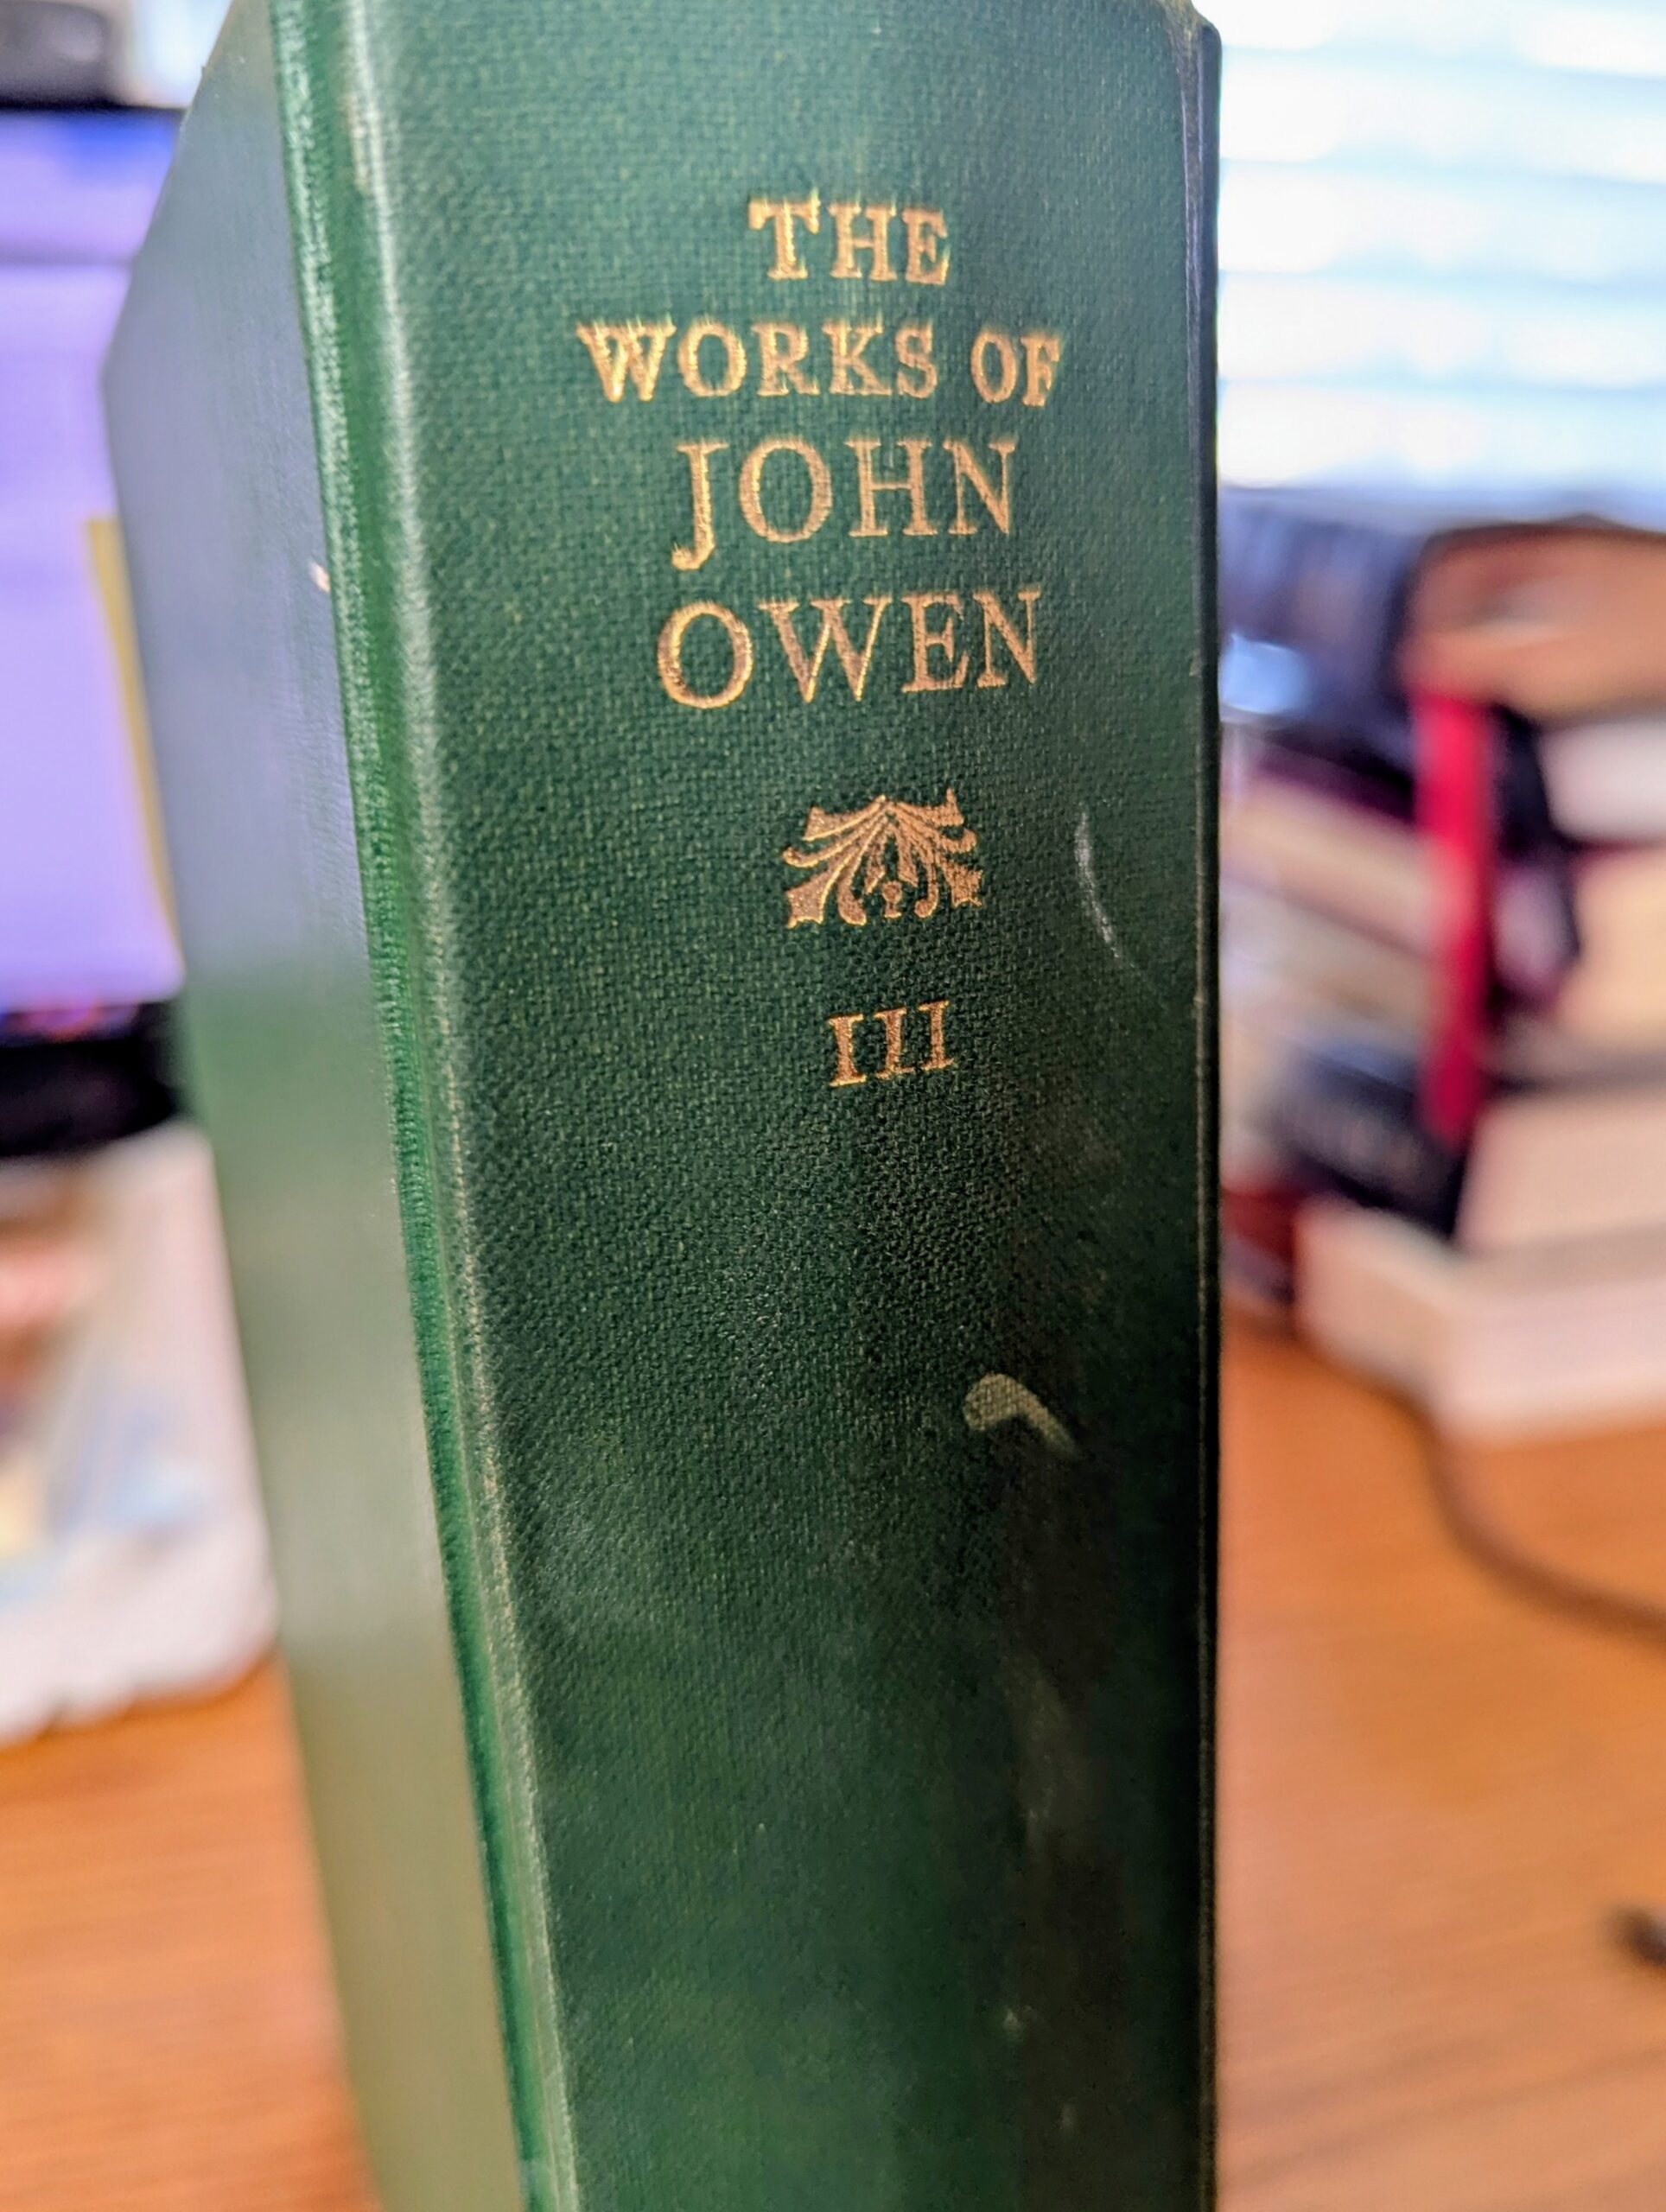 THE
WORKS OF
JOHN
OWEN
III